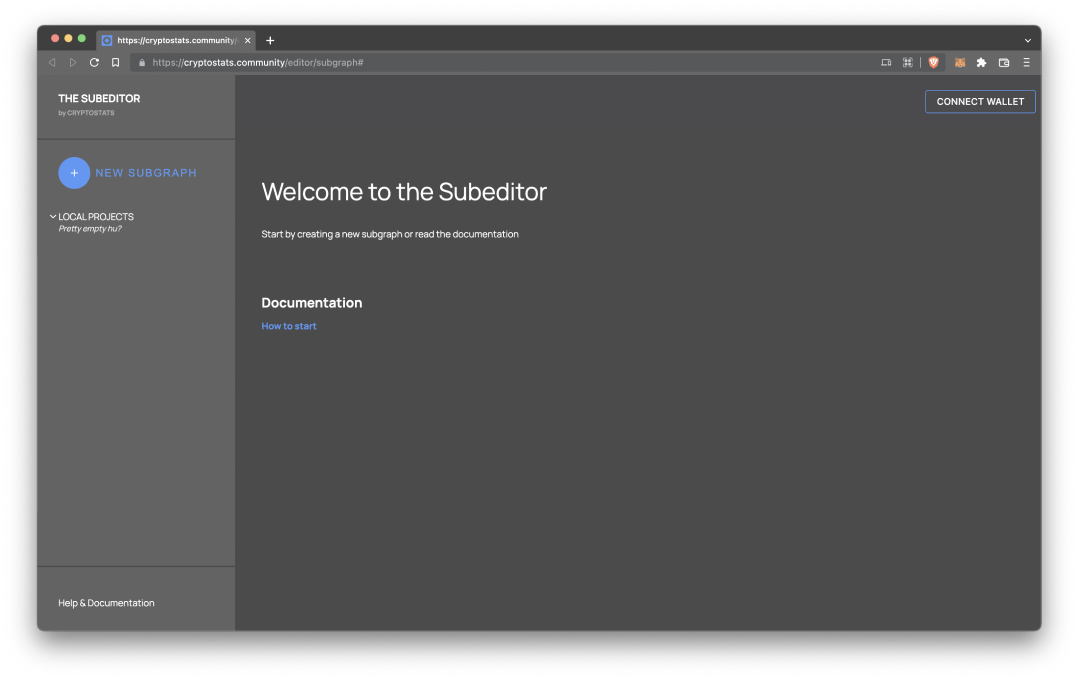 https://cryptostats.community/
https://cryptostats.community/editor/subgraph#
THE SUBEDITOR
by CRYPTOSTATS
CONNECT WALLET
+ NEW SUBGRAPH
LOCAL PROJECTS
Pretty empty hu?
Welcome to the Subeditor
Start by creating a new subgraph or read the documentation
Documentation
How to start
Help & Documentation